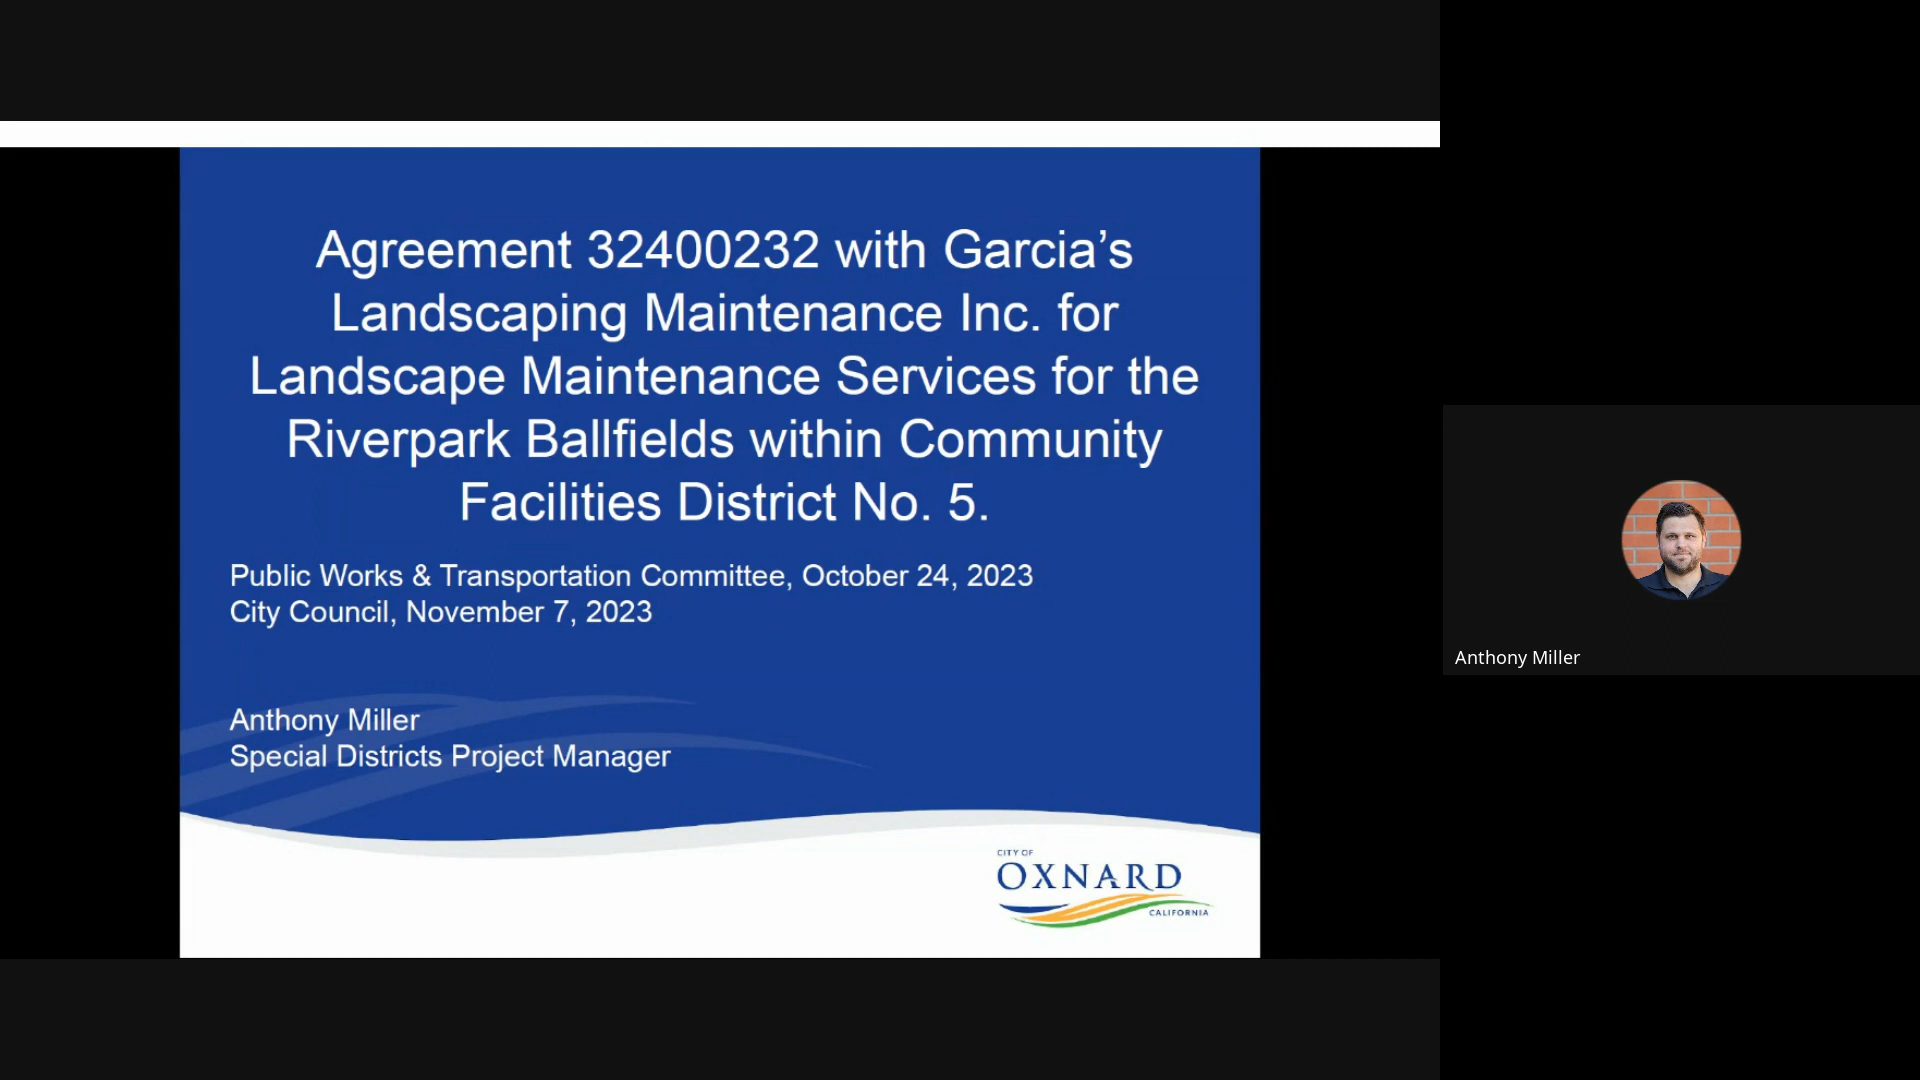 Agreement 32400232 with Garcia’s
Landscaping Maintenance Inc. for
Landscape Maintenance Services for the
Riverpark Ballfields within Community
Facilities District No. 5.
Public Works & Transportation Committee, October 24, 2023
City Council, November 7, 2023
Anthony Miller
Special Districts Project Manager
CITY OF
OXNARD
CALIFORNIA
Anthony Miller